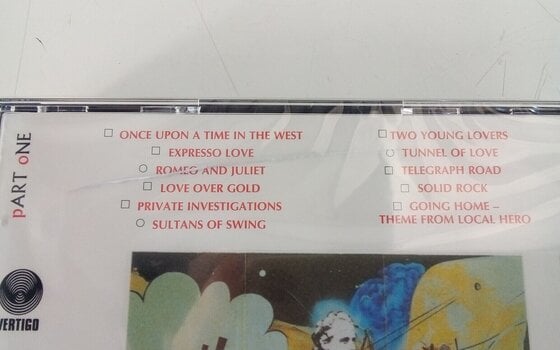 pART oNE
□ ONCE UPON A TIME IN THE WEST
□ EXPRESSO LOVE
○ ROMEO AND JULIET
□ LOVE OVER GOLD
□ PRIVATE INVESTIGATIONS
○ SULTANS OF SWING
□ TWO YOUNG LOVERS
○ TUNNEL OF LOVE
□ TELEGRAPH ROAD
□ SOLID ROCK
□ GOING HOME –
THEME FROM LOCAL HERO
VERTIGO